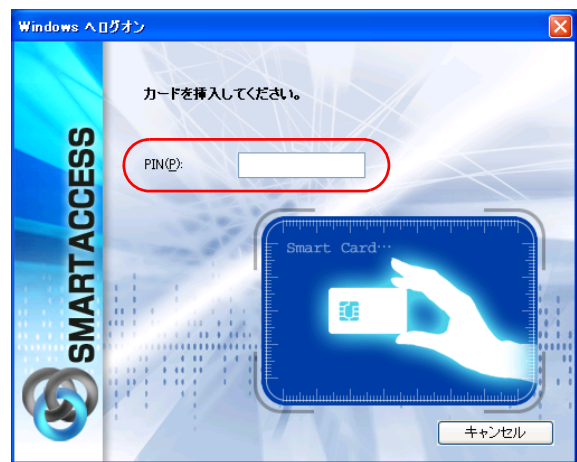 Windows へログオン
カードを挿入してください。
PIN(P):
SMARTACCESS
Smart Card…
キャンセル